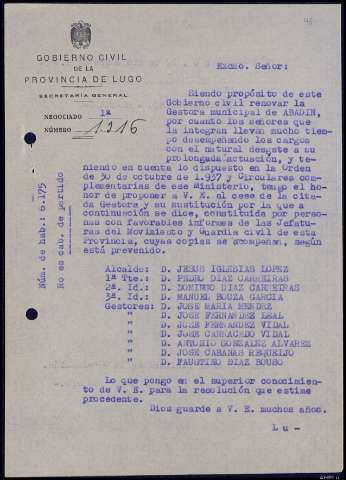 GOBIERNO CIVIL
DE LA
PROVINCIA DE LUGO
SECRETARÍA GENERAL
NEGOCIADO 1ª
NÚMERO 1.216
Núm. de hab.: 5.175
No es cab. de partido
Excmo. Señor:
Siendo propósito de este
Gobierno civil renovar la
Gestora municipal de ABADIN,
por cuanto los señores que
la integran llevan mucho tiem-
po desempeñando los cargos
con el natural desgaste a su
prolongada actuación, y te-
niendo en cuenta lo dispuesto en la Orden
de 30 de octubre de 1.937 y Circulares com-
plementarias de ese Ministerio, tengo el ho-
nor de proponer a V. E. el cese de la cita-
da Gestora y su sustitución por la que a
continuación se dice, constituída por perso-
nas con favorables informes de las Jefatu-
ras del Movimiento y Guardia civil de esta
Provincia, cuyas copias se acompañan, según
está prevenido.
Alcalde: D. JESUS IGLESIAS LOPEZ
1º Tte.: D. PEDRO DIAZ CARREIRAS
2º. Id.: D. DOMINGO DIAZ CANDEIRAS
3º. Id.: D. MANUEL BOUZA GARCIA
Gestores: D. JOSE MARIA MENDEZ
" D. JOSE FERNANDEZ LEAL
" D. JOSE FERNANDEZ VIDAL
" D. JOSE CARRACEDO VIDAL
" D. ANTONIO GONZALEZ ALVAREZ
" D. JOSE CABANAS REQUEIJO
" D. FAUSTINO DIAZ BOUSO
Lo que pongo en el superior conocimien-
to de V. E. para la resolución que estime
procedente.
Dios guarde a V. E. muchos años.
Lu-